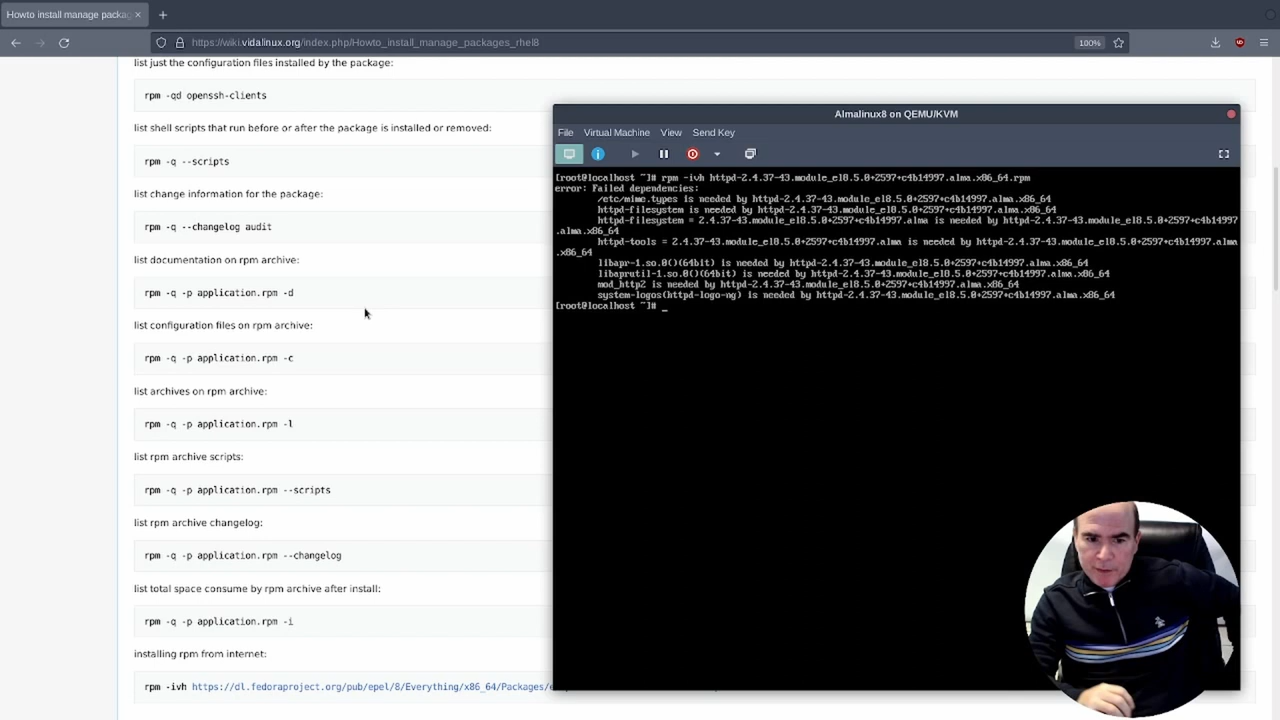 Howto install manage packag
https://wiki.vidalinux.org/index.php/Howto_install_manage_packages_rhel8
100%
list just the configuration files installed by the package:
rpm -qd openssh-clients
list shell scripts that run before or after the package is installed or removed:
rpm -q --scripts
list change information for the package:
rpm -q --changelog audit
list documentation on rpm archive:
rpm -q -p application.rpm -d
list configuration files on rpm archive:
rpm -q -p application.rpm -c
list archives on rpm archive:
rpm -q -p application.rpm -l
list rpm archive scripts:
rpm -q -p application.rpm --scripts
list rpm archive changelog:
rpm -q -p application.rpm --changelog
list total space consume by rpm archive after install:
rpm -q -p application.rpm -i
installing rpm from internet:
rpm -ivh https://dl.fedoraproject.org/pub/epel/8/Everything/x86_64/Packages/e
Almalinux8 on QEMU/KVM
File Virtual Machine View Send Key
[root@localhost ~]# rpm -ivh httpd-2.4.37-43.module_el8.5.0+2597+c4b14997.alma.x86_64.rpm
error: Failed dependencies:
/etc/mime.types is needed by httpd-2.4.37-43.module_el8.5.0+2597+c4b14997.alma.x86_64
httpd-filesystem is needed by httpd-2.4.37-43.module_el8.5.0+2597+c4b14997.alma.x86_64
httpd-filesystem = 2.4.37-43.module_el8.5.0+2597+c4b14997.alma is needed by httpd-2.4.37-43.module_el8.5.0+2597+c4b14997
.alma.x86_64
httpd-tools = 2.4.37-43.module_el8.5.0+2597+c4b14997.alma is needed by httpd-2.4.37-43.module_el8.5.0+2597+c4b14997.alma
.x86_64
libapr-1.so.0()(64bit) is needed by httpd-2.4.37-43.module_el8.5.0+2597+c4b14997.alma.x86_64
libaprutil-1.so.0()(64bit) is needed by httpd-2.4.37-43.module_el8.5.0+2597+c4b14997.alma.x86_64
mod_http2 is needed by httpd-2.4.37-43.module_el8.5.0+2597+c4b14997.alma.x86_64
system-logos(httpd-logo-ng) is needed by httpd-2.4.37-43.module_el8.5.0+2597+c4b14997.alma.x86_64
[root@localhost ~]# _